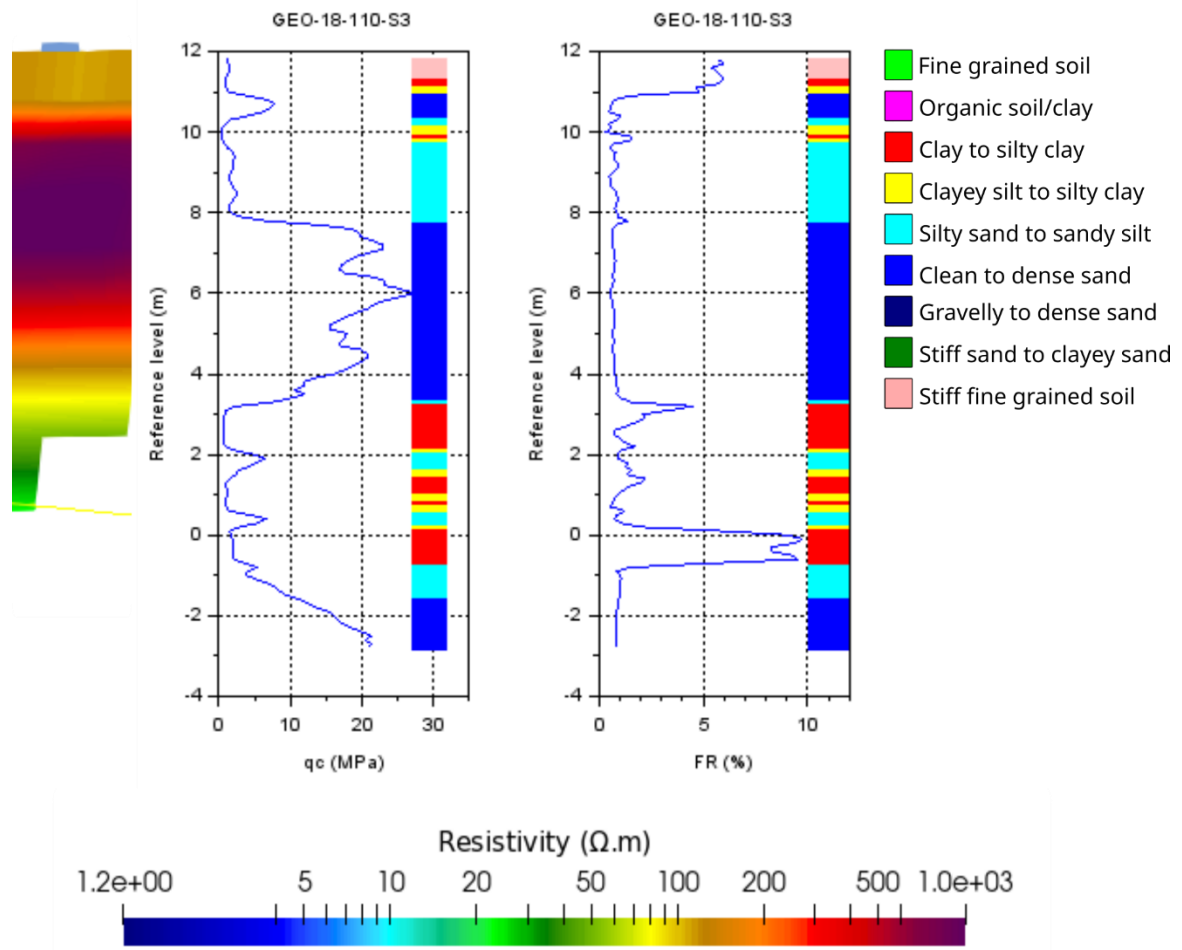 GEO-18-110-S3
GEO-18-110-S3
12
10
8
6
4
2
0
-2
-4
Reference level (m)
0
10
20
30
qc (MPa)
12
10
8
6
4
2
0
-2
-4
Reference level (m)
0
5
10
FR (%)
Fine grained soil
Organic soil/clay
Clay to silty clay
Clayey silt to silty clay
Silty sand to sandy silt
Clean to dense sand
Gravelly to dense sand
Stiff sand to clayey sand
Stiff fine grained soil
Resistivity (Ω.m)
1.2e+00 5 10 20 50 100 200 500 1.0e+03